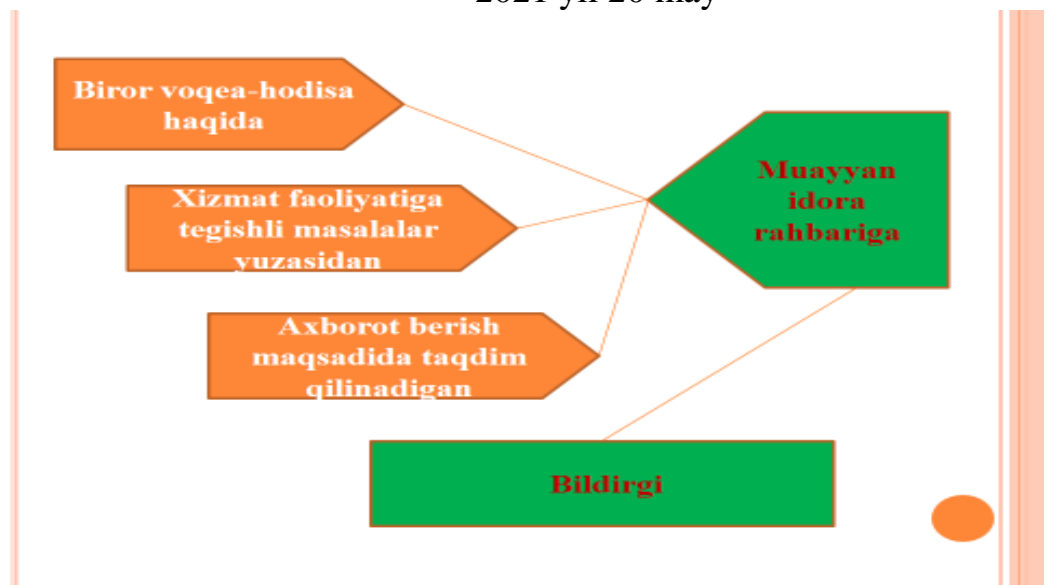 Biror voqea-hodisa
haqida
Xizmat faoliyatiga
tegishli masalalar
yuzasidan
Axborot berish
maqsadida taqdim
qilinadigan
Muayyan
idora
rahbariga
Bildirgi